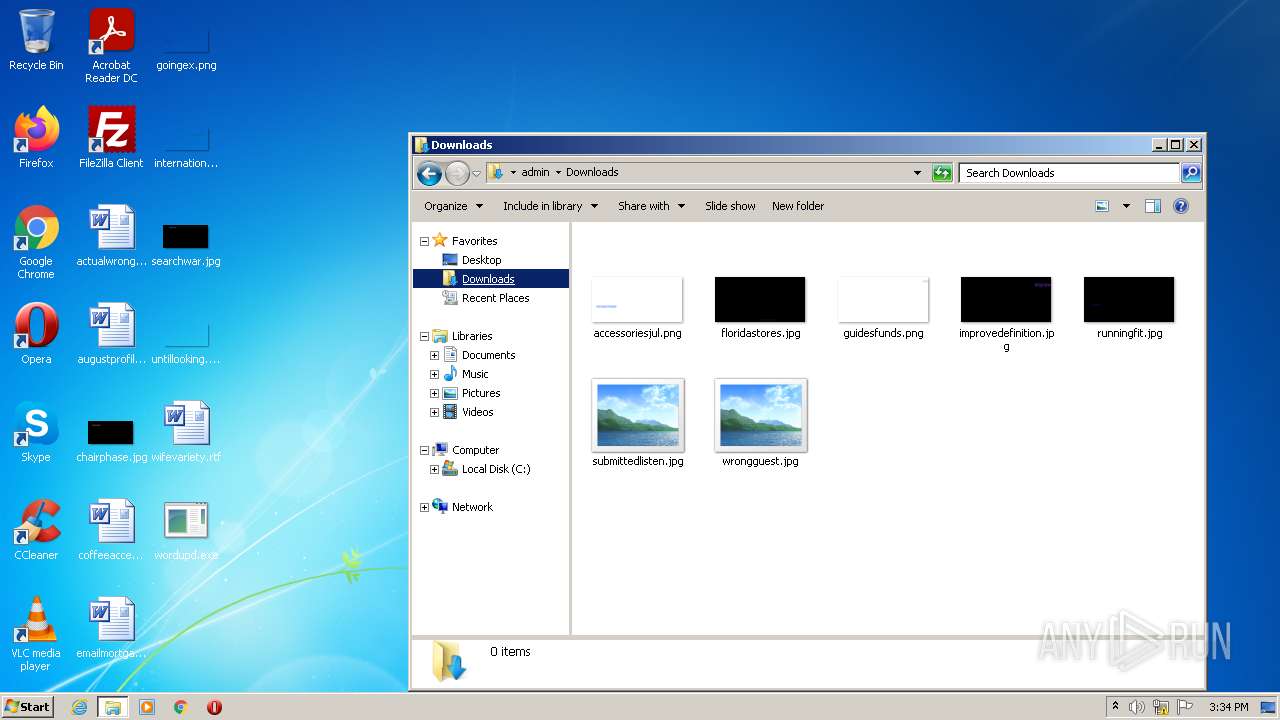 Recycle Bin
Acrobat
Reader DC
goingex.png
Firefox
FileZilla Client
internation...
Google
Chrome
actualwrong...
searchwar.jpg
Opera
augustprofil...
untillooking....
Skype
chairphase.jpg
wifevariety.rtf
CCleaner
coffeeacce...
wordupd.exe
VLC media
player
emailmortga...
Downloads
admin
Downloads
Search Downloads
Organize
Include in library
Share with
Slide show
New folder
Favorites
Desktop
Downloads
Recent Places
Libraries
Documents
Music
Pictures
Videos
Computer
Local Disk (C:)
Network
accessoriesjul.png
floridastores.jpg
guidesfunds.png
improvedefinition.jp
g
runningfit.jpg
submittedlisten.jpg
wrongguest.jpg
0 items
ANY RUN
Start
3:34 PM